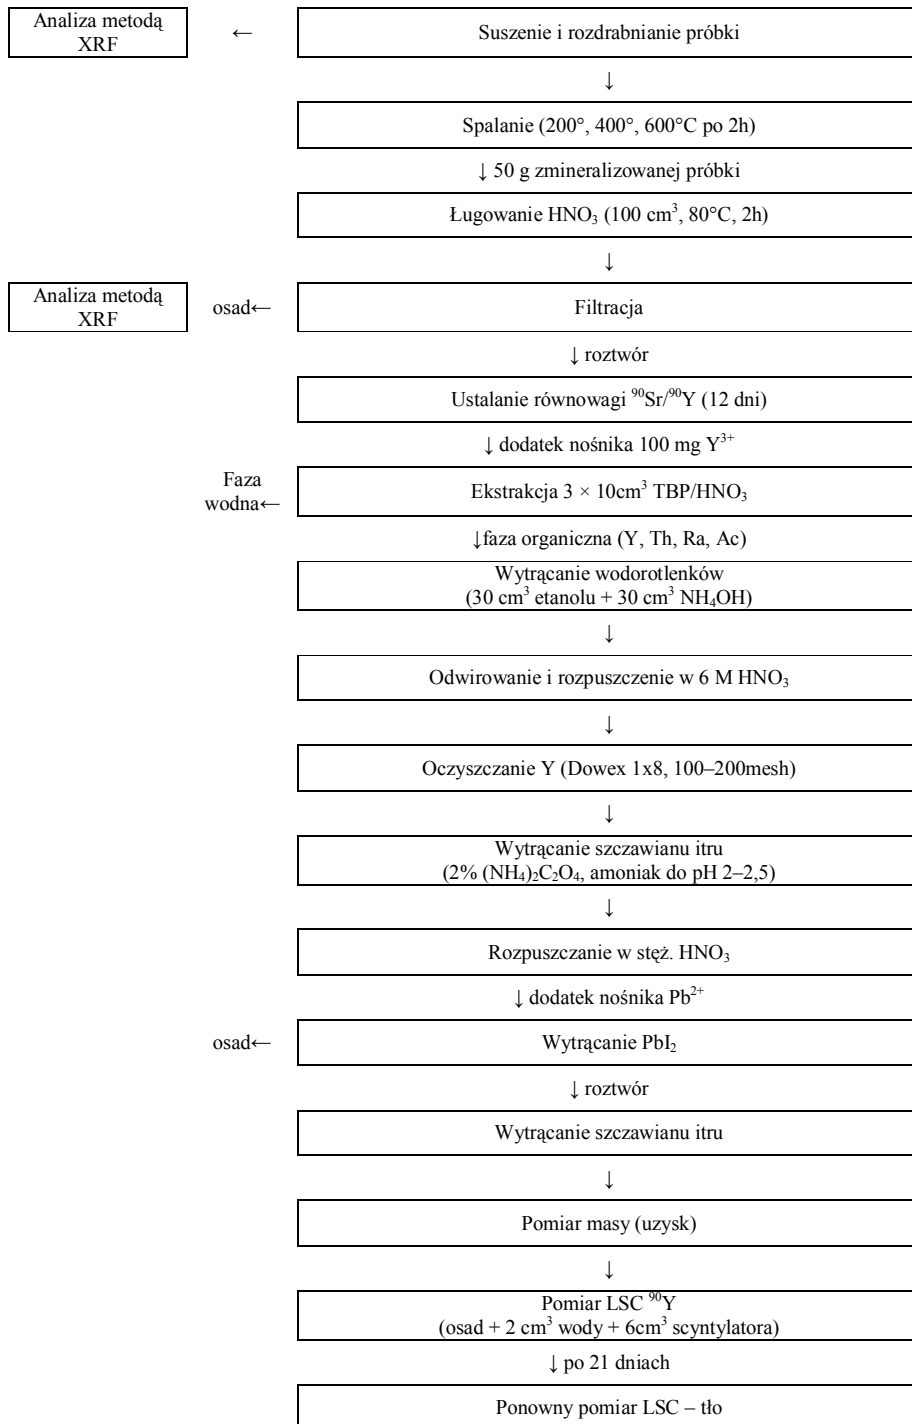 Analiza metodą
XRF
←
Suszenie i rozdrabnianie próbki
↓
Spalanie (200°, 400°, 600°C po 2h)
↓ 50 g zmineralizowanej próbki
Ługowanie HNO₃ (100 cm³, 80°C, 2h)
↓
Analiza metodą
XRF
osad←
Filtracja
↓ roztwór
Ustalanie równowagi ⁹⁰Sr/⁹⁰Y (12 dni)
↓ dodatek nośnika 100 mg Y³⁺
Faza
wodna←
Ekstrakcja 3 × 10cm³ TBP/HNO₃
↓faza organiczna (Y, Th, Ra, Ac)
Wytrącanie wodorotlenków
(30 cm³ etanolu + 30 cm³ NH₄OH)
↓
Odwirowanie i rozpuszczenie w 6 M HNO₃
↓
Oczyszczanie Y (Dowex 1x8, 100–200mesh)
↓
Wytrącanie szczawianu itru
(2% (NH₄)₂C₂O₄, amoniak do pH 2–2,5)
↓
Rozpuszczanie w stęż. HNO₃
↓ dodatek nośnika Pb²⁺
osad←
Wytrącanie PbI₂
↓ roztwór
Wytrącanie szczawianu itru
↓
Pomiar masy (uzysk)
↓
Pomiar LSC ⁹⁰Y
(osad + 2 cm³ wody + 6cm³ scyntylatora)
↓ po 21 dniach
Ponowny pomiar LSC – tło